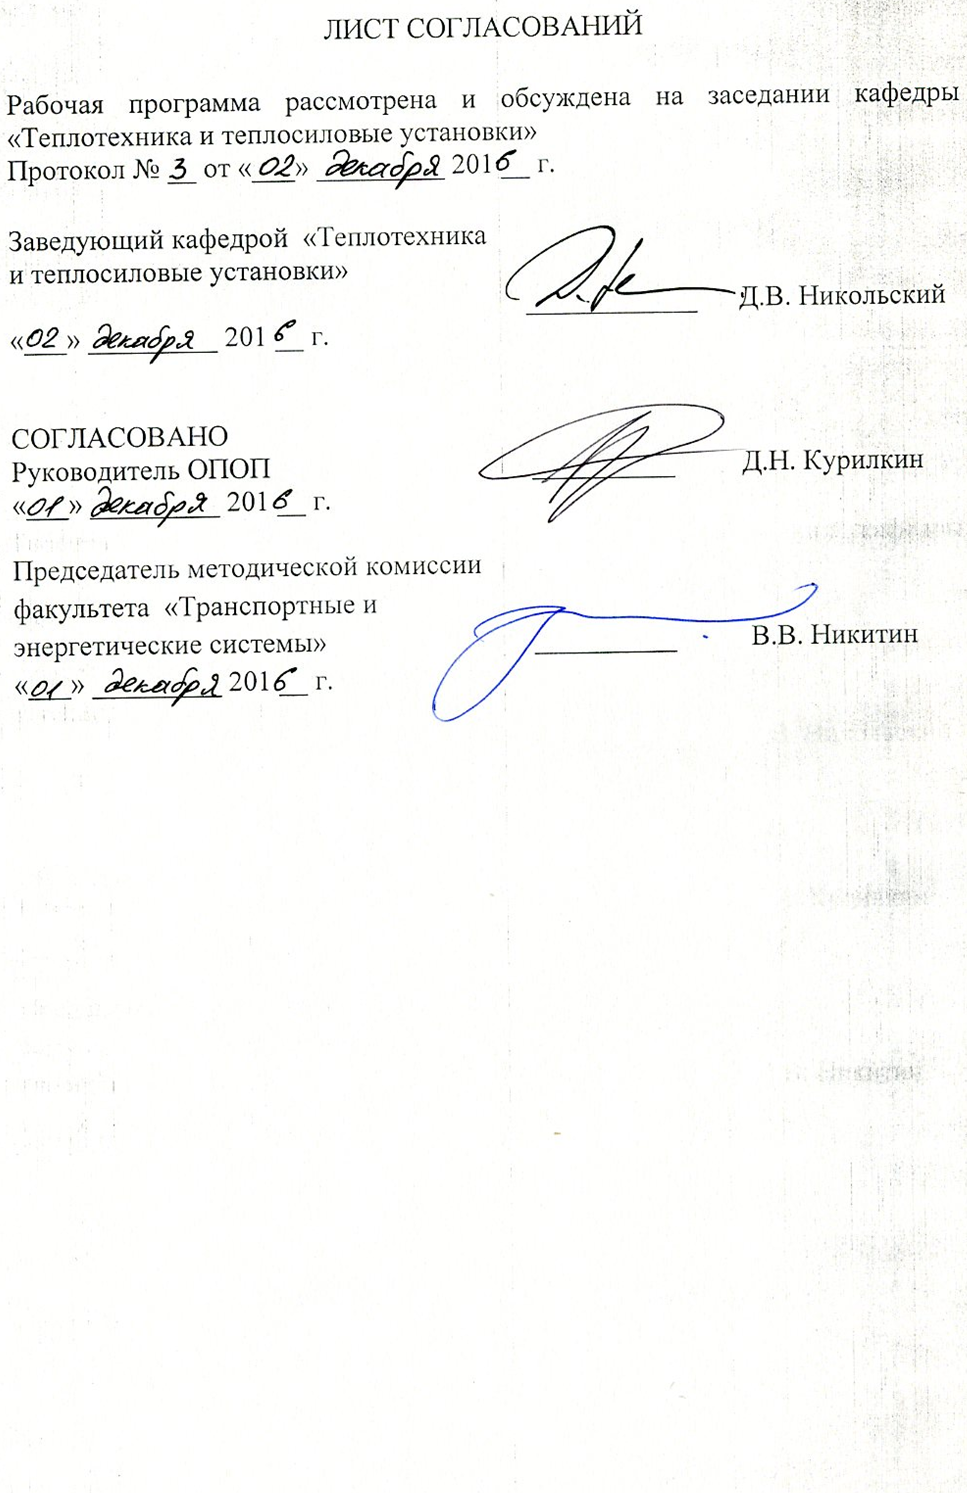 ЛИСТ СОГЛАСОВАНИЙ
Рабочая программа рассмотрена и обсуждена на заседании кафедры
«Теплотехника и теплосиловые установки»
Протокол № 3 от «02» декабря 2016 г.
Заведующий кафедрой «Теплотехника
и теплосиловые установки»
Д.В. Никольский
«02» декабря 2016 г.
СОГЛАСОВАНО
Руководитель ОПОП
Д.Н. Курилкин
«01» декабря 2016 г.
Председатель методической комиссии
факультета «Транспортные и
энергетические системы»
В.В. Никитин
«01» декабря 2016 г.